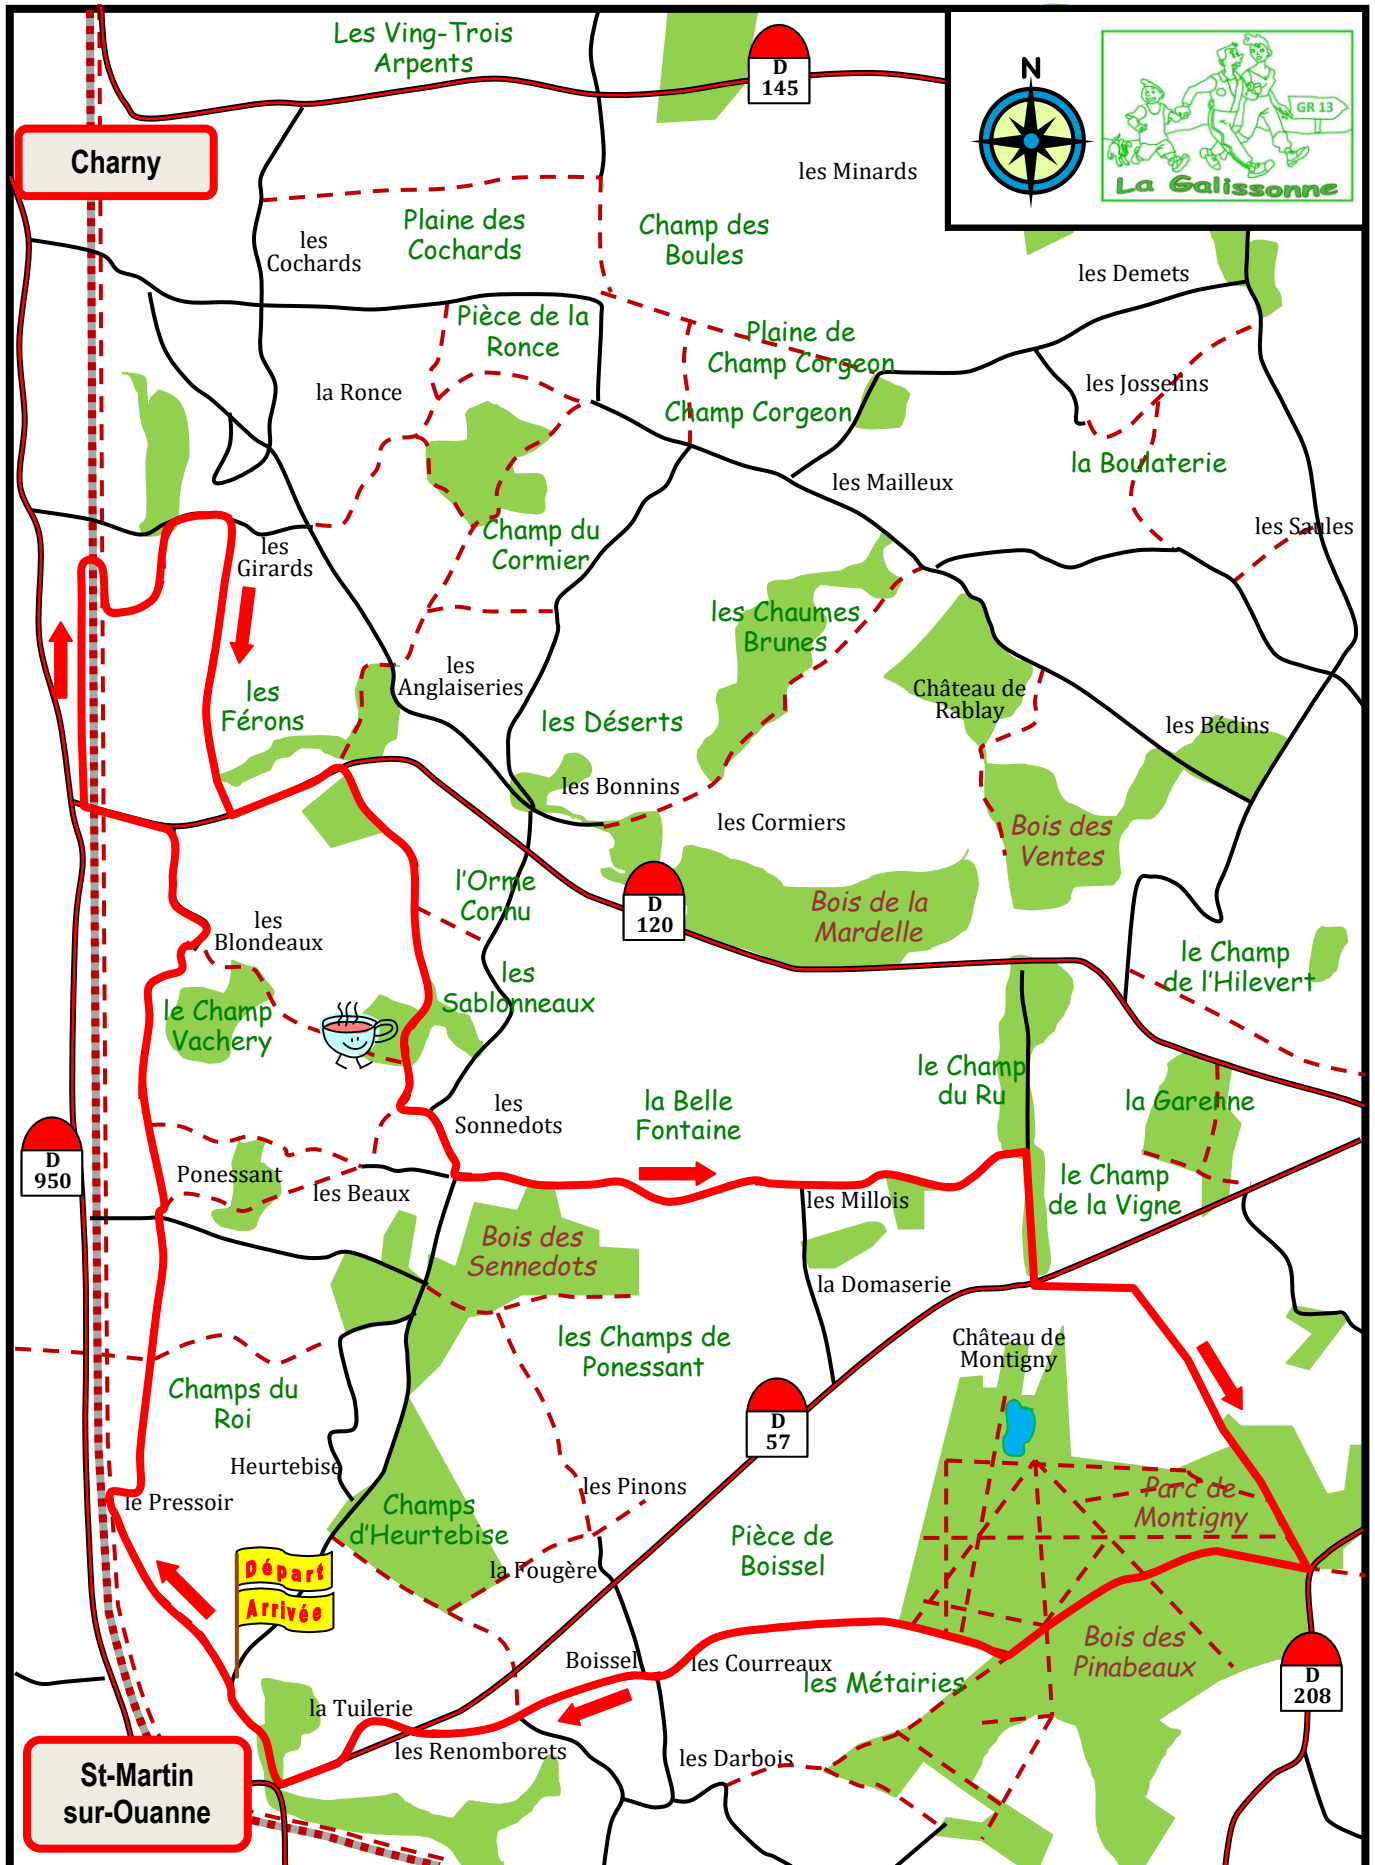 Les Ving-Trois
Arpents
D
145
N
GR 13
La Galissonne
Charny
les Minards
les
Cochards
Plaine des
Cochards
Champ des
Boules
les Demets
Pièce de la
Ronce
Plaine de
Champ Corgeon
la Ronce
Champ Corgeon
les Josselins
la Boulaterie
les Mailleux
les Saules
Champ du
Cormier
les
Girards
les Chaumes
Brunes
les
Anglaiseries
les
Férons
Château de
Rablay
les Déserts
les Bédins
les Bonnins
les Cormiers
Bois des
Ventes
l'Orme
Cornu
D
120
Bois de la
Mardelle
les
Blondeaux
le Champ
de l'Hilevert
les
Sablonneaux
le Champ
Vachery
le Champ
du Ru
la Garenne
la Belle
Fontaine
les
Sonnedots
D
950
Ponessant
les Beaux
les Millois
le Champ
de la Vigne
Bois des
Sennedots
la Domaserie
les Champs de
Ponessant
Château de
Montigny
Champs du
Roi
D
57
Heurtebise
le Pressoir
les Pinons
Parc de
Montigny
Champs
d'Heurtebise
Pièce de
Boissel
la Fougère
Départ
Arrivée
Boissel
les Courreaux
les Métairies
Bois des
Pinabeaux
D
208
la Tuilerie
les Renomborets
les Darbois
St-Martin
sur-Ouanne